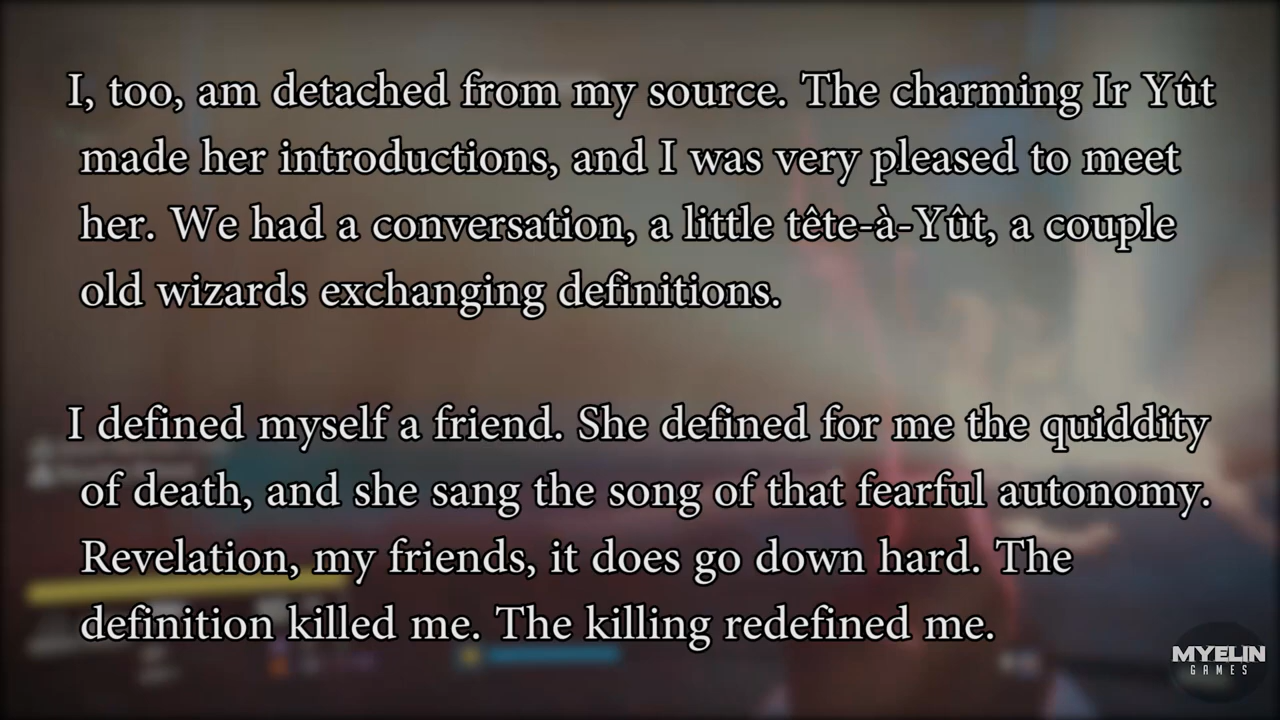 I, too, am detached from my source. The charming Ir Yût
made her introductions, and I was very pleased to meet
her. We had a conversation, a little tête-à-Yût, a couple
old wizards exchanging definitions.
I defined myself a friend. She defined for me the quiddity
of death, and she sang the song of that fearful autonomy.
Revelation, my friends, it does go down hard. The
definition killed me. The killing redefined me.
MYELIN
GAMES